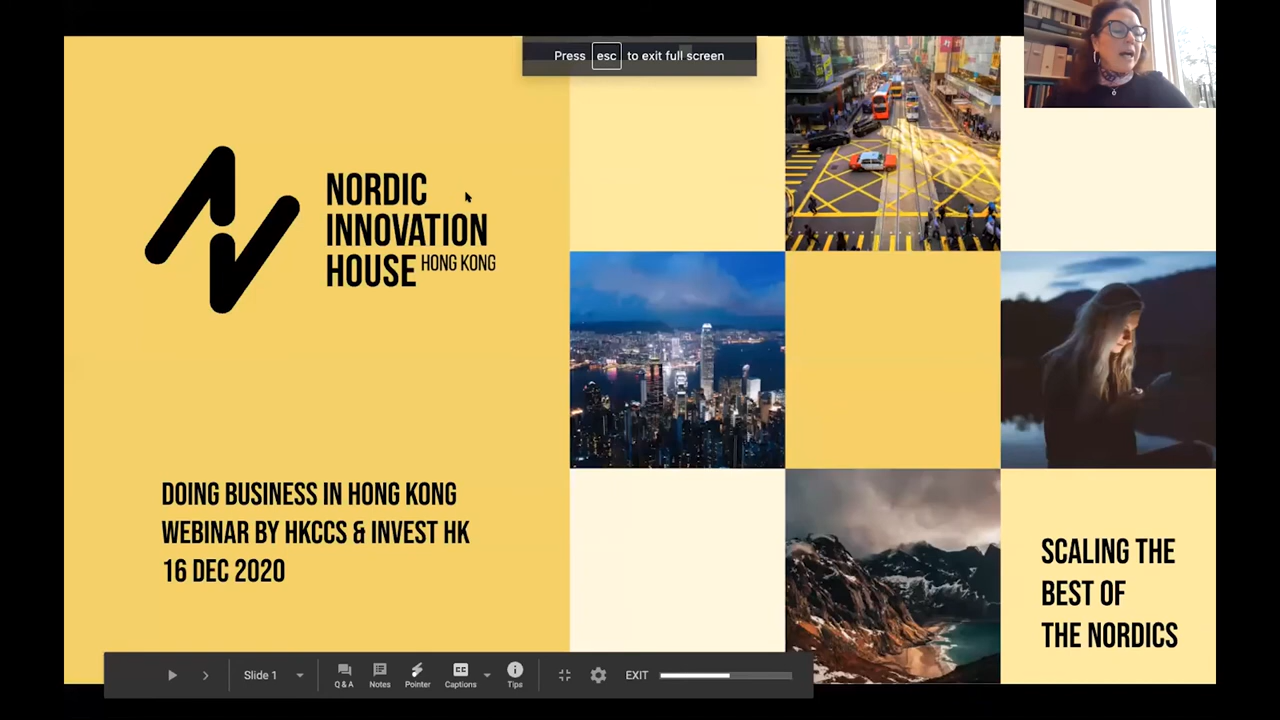 Press esc to exit full screen
NORDIC
INNOVATION
HOUSE HONG KONG
DOING BUSINESS IN HONG KONG
WEBINAR BY HKCCS & INVEST HK
16 DEC 2020
SCALING THE
BEST OF
THE NORDICS
Slide 1
Q & A
Notes
Pointer
CC
Captions
Tips
EXIT